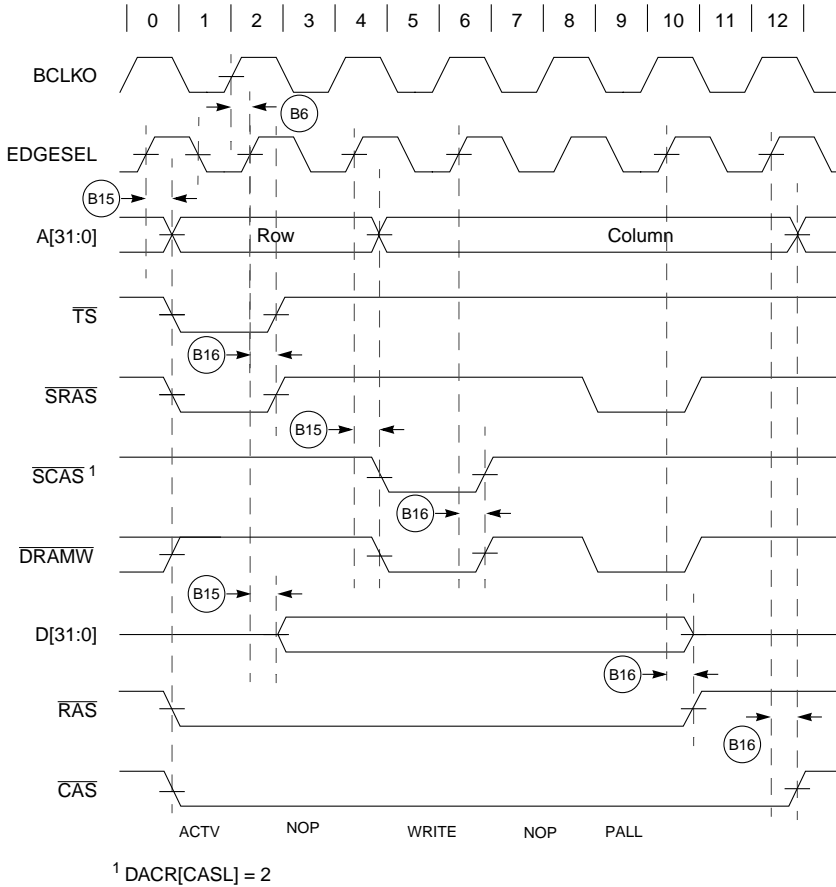 0 1 2 3 4 5 6 7 8 9 10 11 12
BCLKO
B6
EDGESEL
B15
A[31:0] Row Column
TS
B16
SRAS
B15
SCAS 1
B16
DRAMW
B15
D[31:0]
B16
RAS
B16
CAS
ACTV NOP WRITE NOP PALL
1 DACR[CASL] = 2